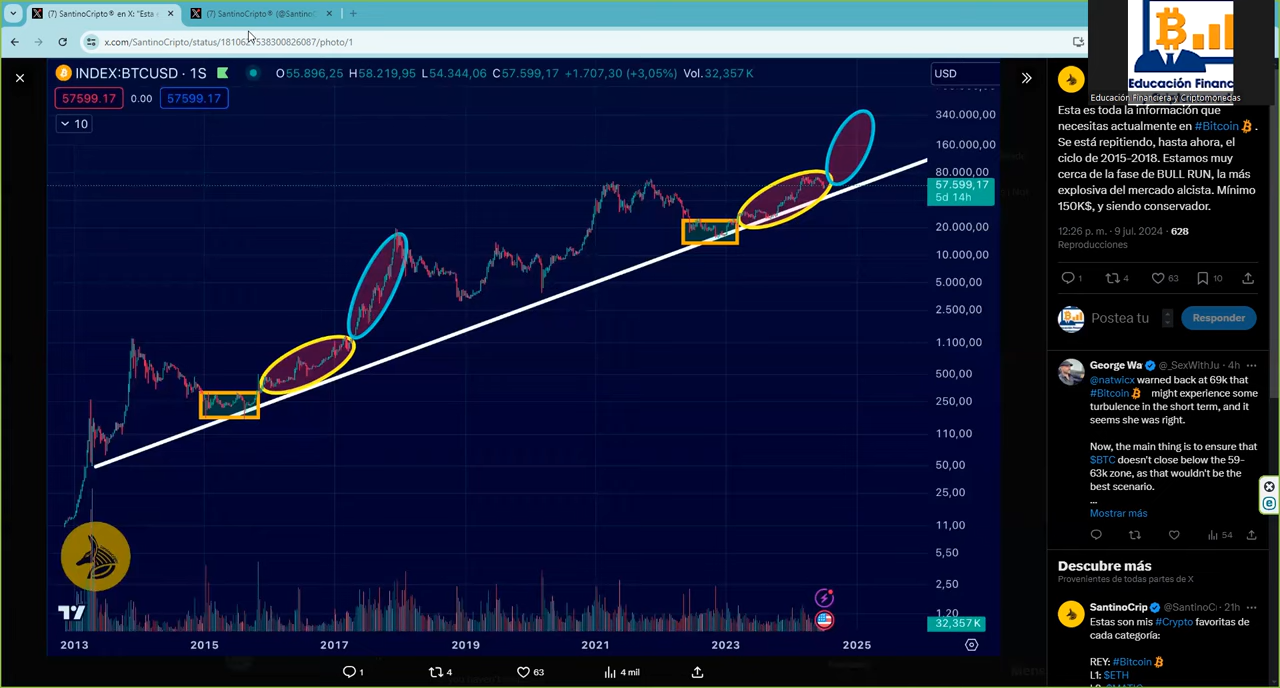 (7) SantinoCripto® en X: "Esta
(7) SantinoCripto® (@SantinoC
x.com/SantinoCripto/status/1810627538300826087/photo/1
Educación Financ
Educación Financiera y Criptomonedas
INDEX:BTCUSD · 1S
O55.896,25 H58.219,95 L54.344,06 C57.599,17 +1.707,30 (+3,05%) Vol.32,357 K
USD
57599.17 0.00 57599.17
10
340.000,00
160.000,00
80.000,00
57.599,17
5d 14h
20.000,00
10.000,00
5.000,00
2.500,00
1.100,00
500,00
250,00
110,00
50,00
25,00
11,00
5,50
2,50
1,20
32,357K
2013 2015 2017 2019 2021 2023 2025
1 4 63 4 mil
Esta es toda la información que
necesitas actualmente en #Bitcoin .
Se está repitiendo, hasta ahora, el
ciclo de 2015-2018. Estamos muy
cerca de la fase de BULL RUN, la más
explosiva del mercado alcista. Mínimo
150K$, y siendo conservador.
12:26 p. m. · 9 jul. 2024 · 628
Reproducciones
1 4 63 10
Postea tu
Responder
George Wa @_SexWithJu · 4h
@natwicx warned back at 69k that
#Bitcoin might experience some
turbulence in the short term, and it
seems she was right.
Now, the main thing is to ensure that
$BTC doesn't close below the 59-
63k zone, as that wouldn't be the
best scenario.
...
Mostrar más
54
Descubre más
Provenientes de todas partes de X
SantinoCrip @SantinoC · 21h
Estas son mis #Crypto favoritas de
cada categoría:
REY: #Bitcoin
L1: $ETH